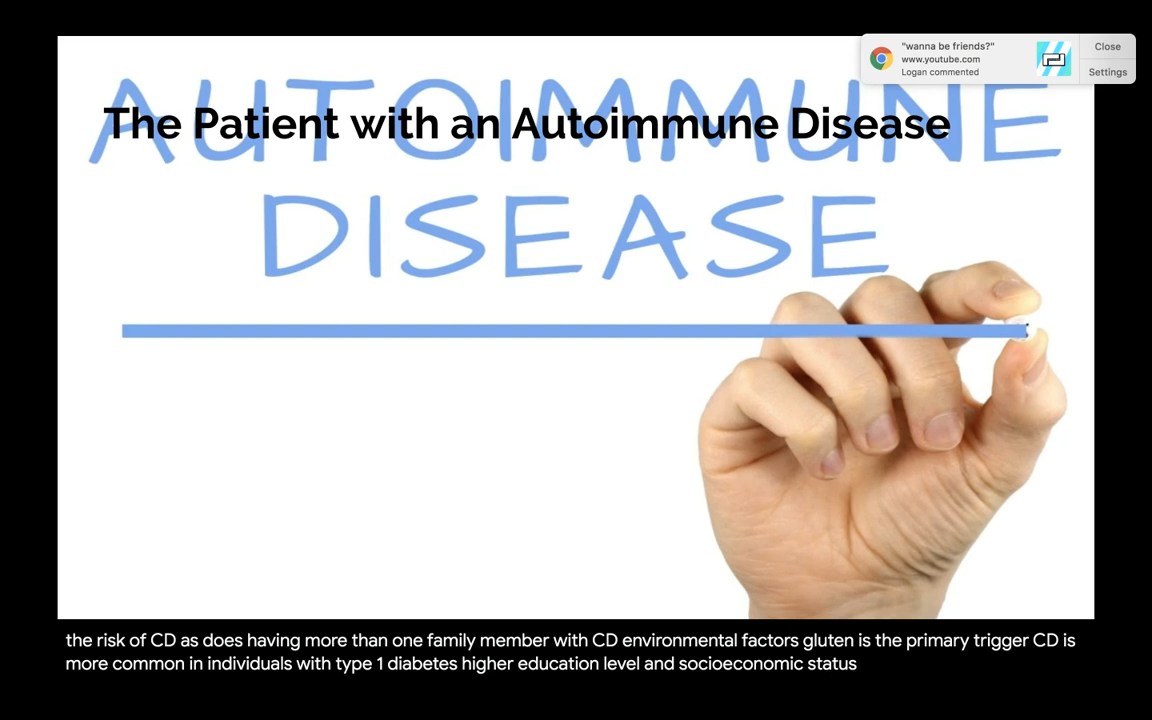 "wanna be friends?"
www.youtube.com
Logan commented
Close
Settings
AUTOIMMUNE
The Patient with an Autoimmune Disease
DISEASE
the risk of CD as does having more than one family member with CD environmental factors gluten is the primary trigger CD is
more common in individuals with type 1 diabetes higher education level and socioeconomic status